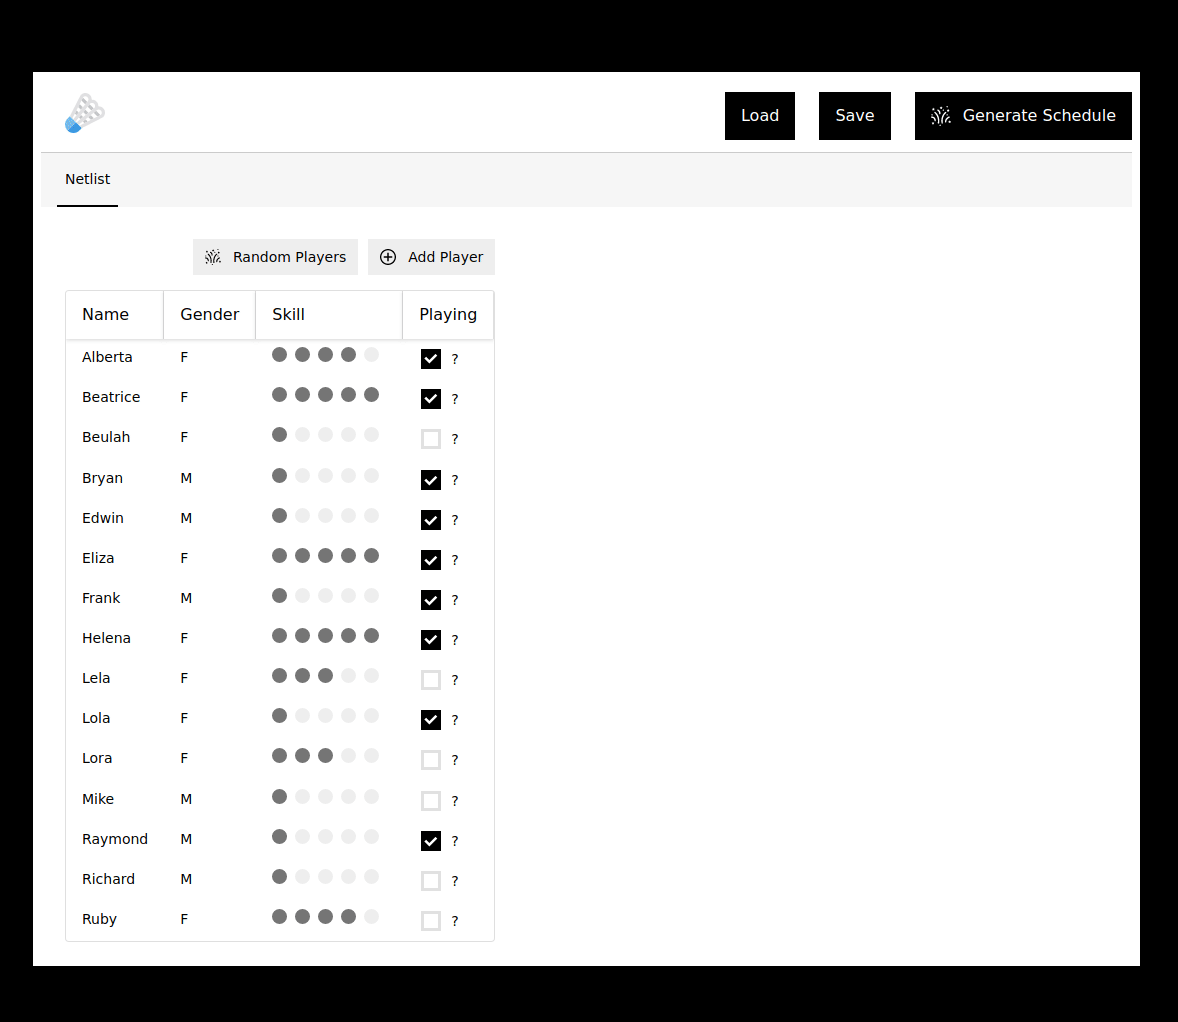 Load Save Generate Schedule
Netlist
Random Players Add Player
Name Gender Skill Playing
Alberta F ?
Beatrice F ?
Beulah F ?
Bryan M ?
Edwin M ?
Eliza F ?
Frank M ?
Helena F ?
Lela F ?
Lola F ?
Lora F ?
Mike M ?
Raymond M ?
Richard M ?
Ruby F ?